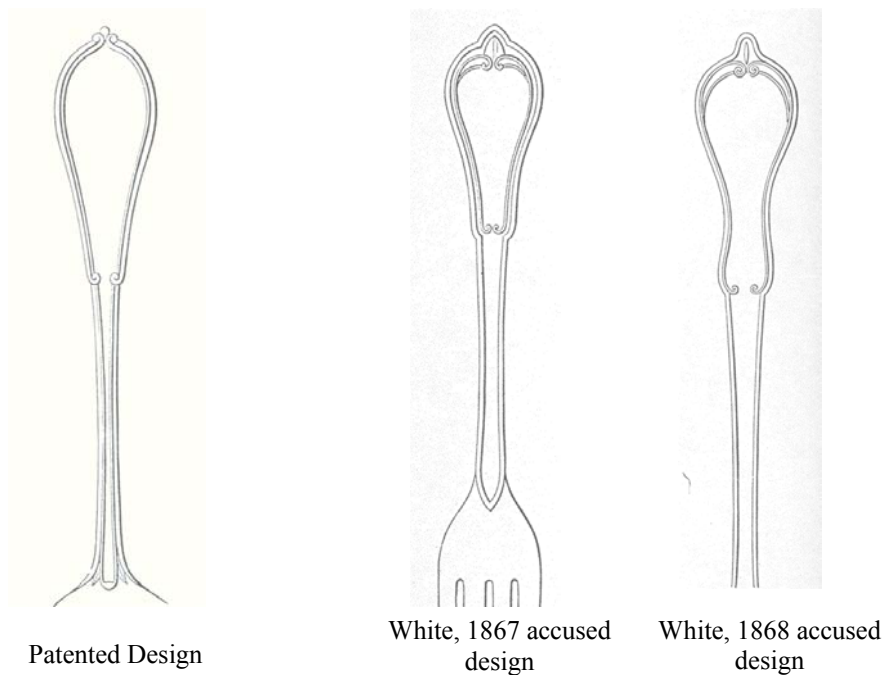 Patented Design
White, 1867 accused
design
White, 1868 accused
design